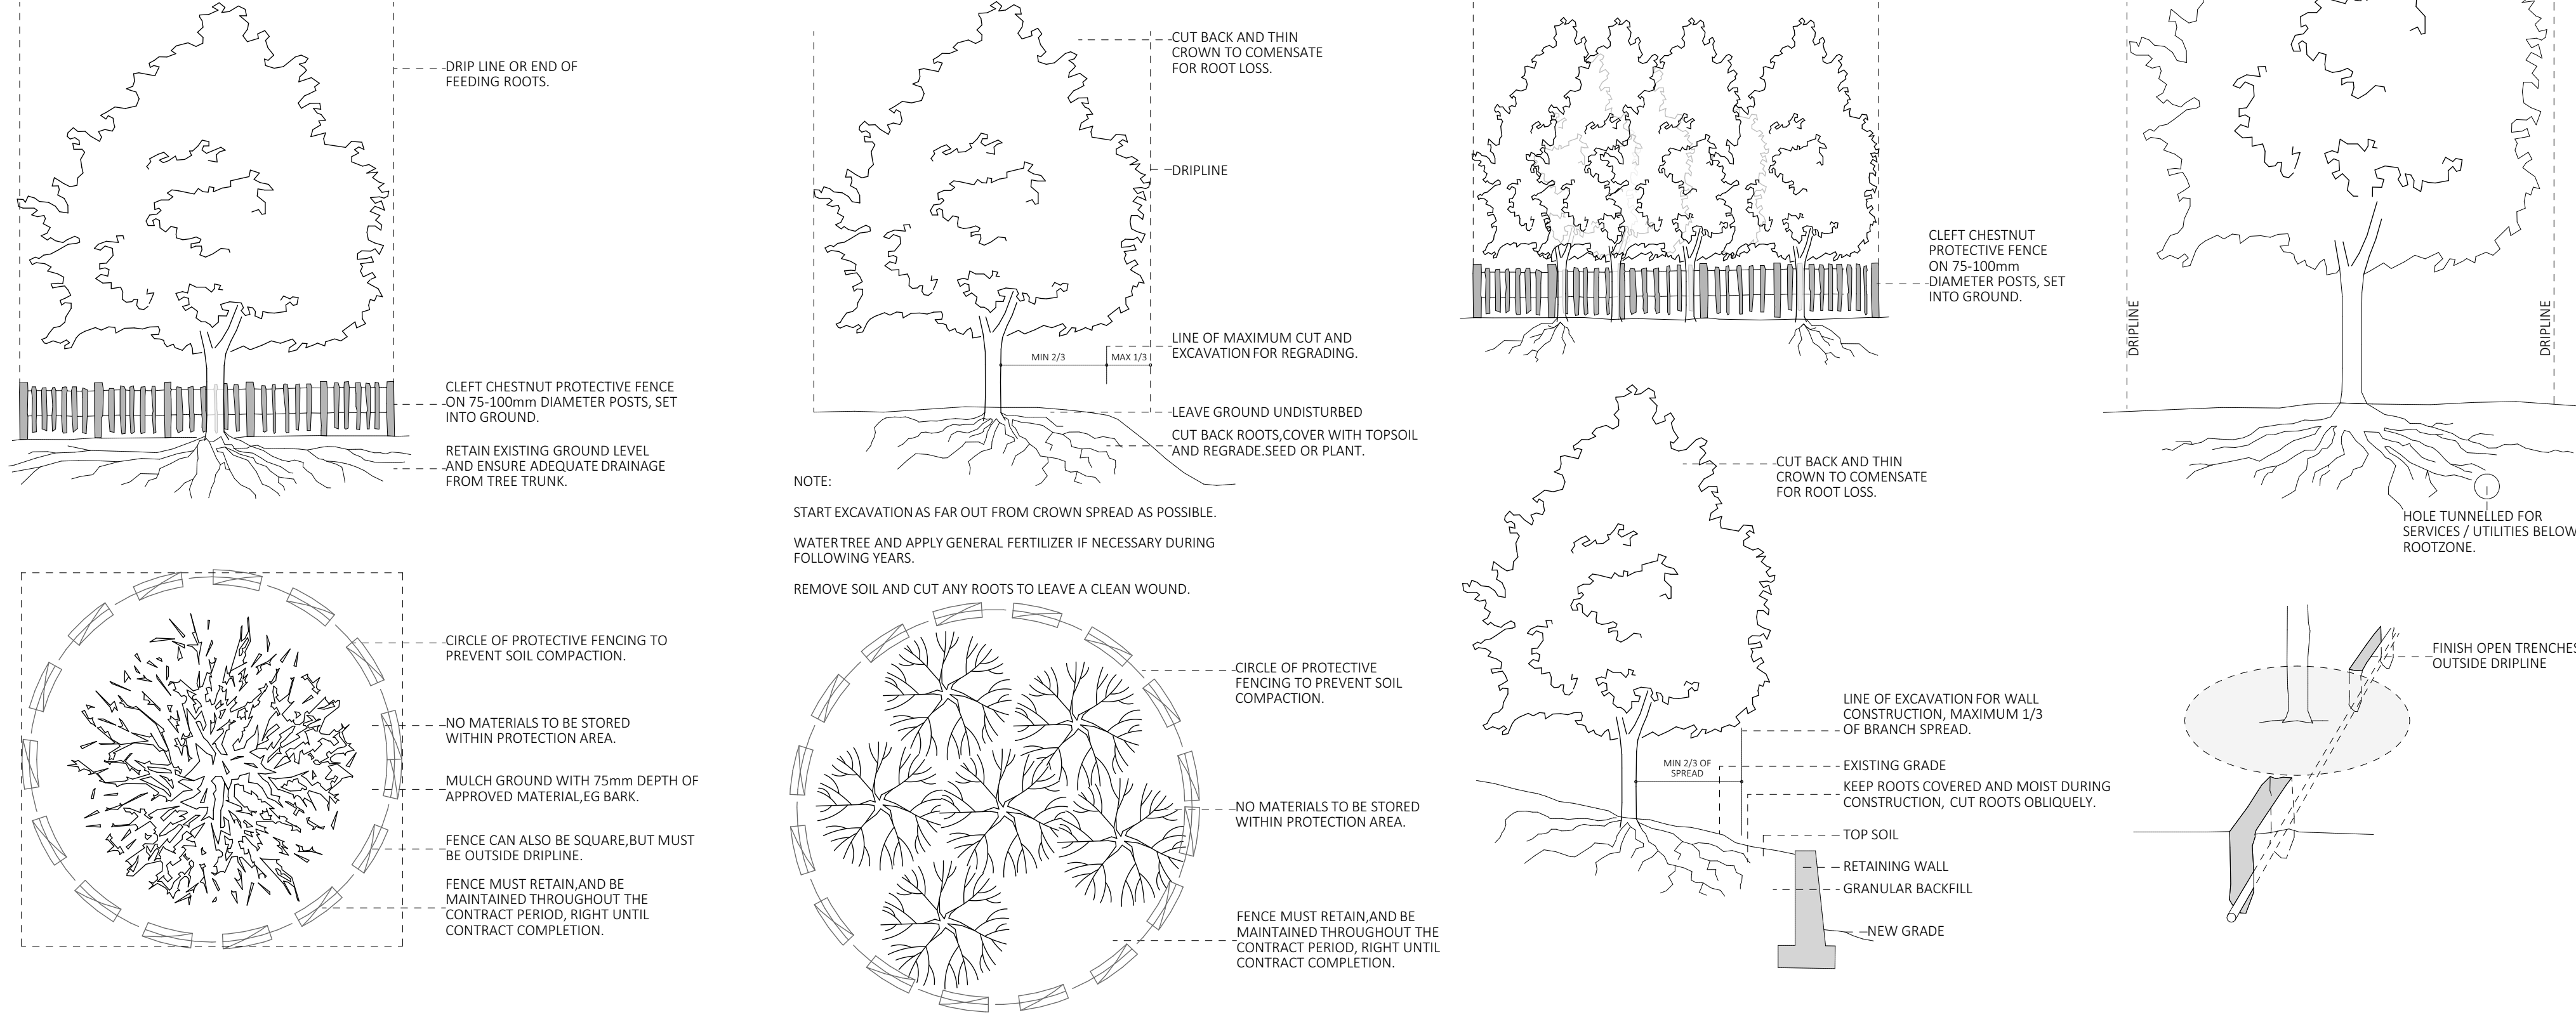 DRIP LINE OR END OF
FEEDING ROOTS.
CLEFT CHESTNUT PROTECTIVE FENCE
ON 75-100mm DIAMETER POSTS, SET
INTO GROUND.
RETAIN EXISTING GROUND LEVEL
AND ENSURE ADEQUATE DRAINAGE
FROM TREE TRUNK.
CIRCLE OF PROTECTIVE FENCING TO
PREVENT SOIL COMPACTION.
NO MATERIALS TO BE STORED
WITHIN PROTECTION AREA.
MULCH GROUND WITH 75mm DEPTH OF
APPROVED MATERIAL,EG BARK.
FENCE CAN ALSO BE SQUARE,BUT MUST
BE OUTSIDE DRIPLINE.
FENCE MUST RETAIN,AND BE
MAINTAINED THROUGHOUT THE
CONTRACT PERIOD, RIGHT UNTIL
CONTRACT COMPLETION.
CUT BACK AND THIN
CROWN TO COMENSATE
FOR ROOT LOSS.
DRIPLINE
LINE OF MAXIMUM CUT AND
EXCAVATION FOR REGRADING.
MIN 2/3
MAX 1/3
LEAVE GROUND UNDISTURBED
CUT BACK ROOTS,COVER WITH TOPSOIL
AND REGRADE.SEED OR PLANT.
NOTE:
START EXCAVATION AS FAR OUT FROM CROWN SPREAD AS POSSIBLE.
WATER TREE AND APPLY GENERAL FERTILIZER IF NECESSARY DURING
FOLLOWING YEARS.
REMOVE SOIL AND CUT ANY ROOTS TO LEAVE A CLEAN WOUND.
CIRCLE OF PROTECTIVE
FENCING TO PREVENT SOIL
COMPACTION.
NO MATERIALS TO BE STORED
WITHIN PROTECTION AREA.
FENCE MUST RETAIN,AND BE
MAINTAINED THROUGHOUT THE
CONTRACT PERIOD, RIGHT UNTIL
CONTRACT COMPLETION.
CLEFT CHESTNUT
PROTECTIVE FENCE
ON 75-100mm
DIAMETER POSTS, SET
INTO GROUND.
CUT BACK AND THIN
CROWN TO COMENSATE
FOR ROOT LOSS.
LINE OF EXCAVATION FOR WALL
CONSTRUCTION, MAXIMUM 1/3
OF BRANCH SPREAD.
MIN 2/3 OF
SPREAD
EXISTING GRADE
KEEP ROOTS COVERED AND MOIST DURING
CONSTRUCTION, CUT ROOTS OBLIQUELY.
TOP SOIL
RETAINING WALL
GRANULAR BACKFILL
NEW GRADE
DRIPLINE
DRIPLINE
HOLE TUNNELLED FOR
SERVICES / UTILITIES BELOW
ROOTZONE.
FINISH OPEN TRENCHES
OUTSIDE DRIPLINE